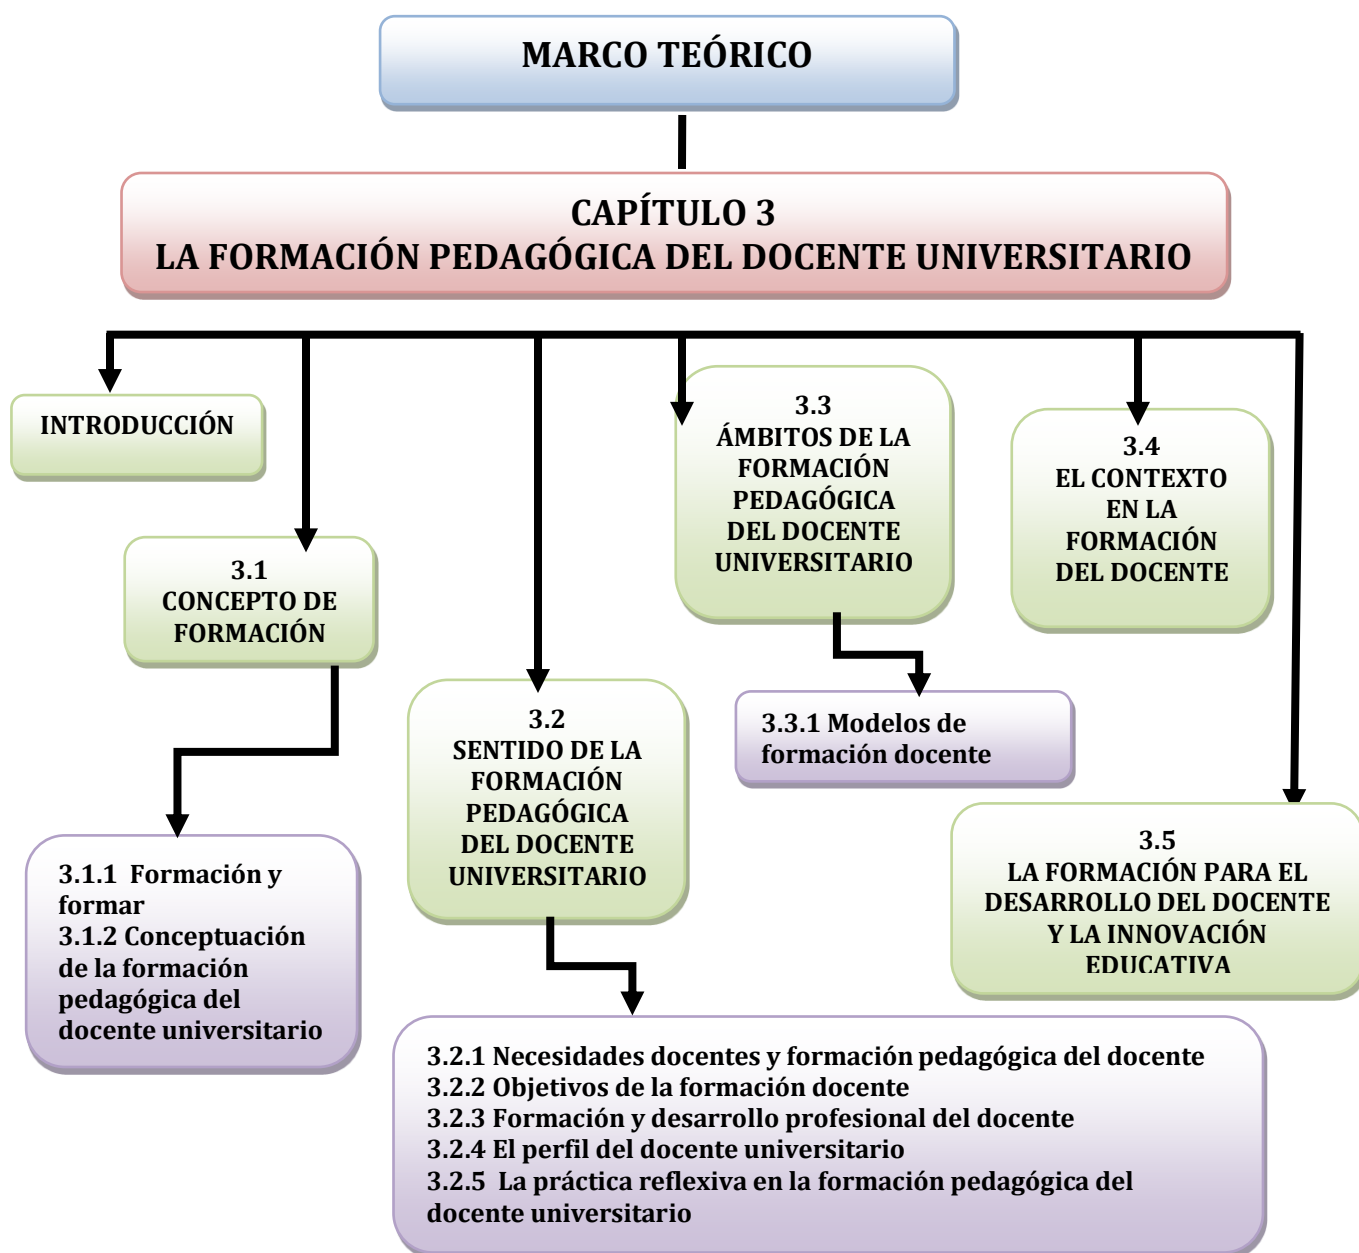 MARCO TEÓRICO
CAPÍTULO 3
LA FORMACIÓN PEDAGÓGICA DEL DOCENTE UNIVERSITARIO
INTRODUCCIÓN
3.1
CONCEPTO DE
FORMACIÓN
3.1.1 Formación y
formar
3.1.2 Conceptuación
de la formación
pedagógica del
docente universitario
3.2
SENTIDO DE LA
FORMACIÓN
PEDAGÓGICA
DEL DOCENTE
UNIVERSITARIO
3.2.1 Necesidades docentes y formación pedagógica del docente
3.2.2 Objetivos de la formación docente
3.2.3 Formación y desarrollo profesional del docente
3.2.4 El perfil del docente universitario
3.2.5 La práctica reflexiva en la formación pedagógica del
docente universitario
3.3
ÁMBITOS DE LA
FORMACIÓN
PEDAGÓGICA
DEL DOCENTE
UNIVERSITARIO
3.3.1 Modelos de
formación docente
3.4
EL CONTEXTO
EN LA
FORMACIÓN
DEL DOCENTE
3.5
LA FORMACIÓN PARA EL
DESARROLLO DEL DOCENTE
Y LA INNOVACIÓN
EDUCATIVA